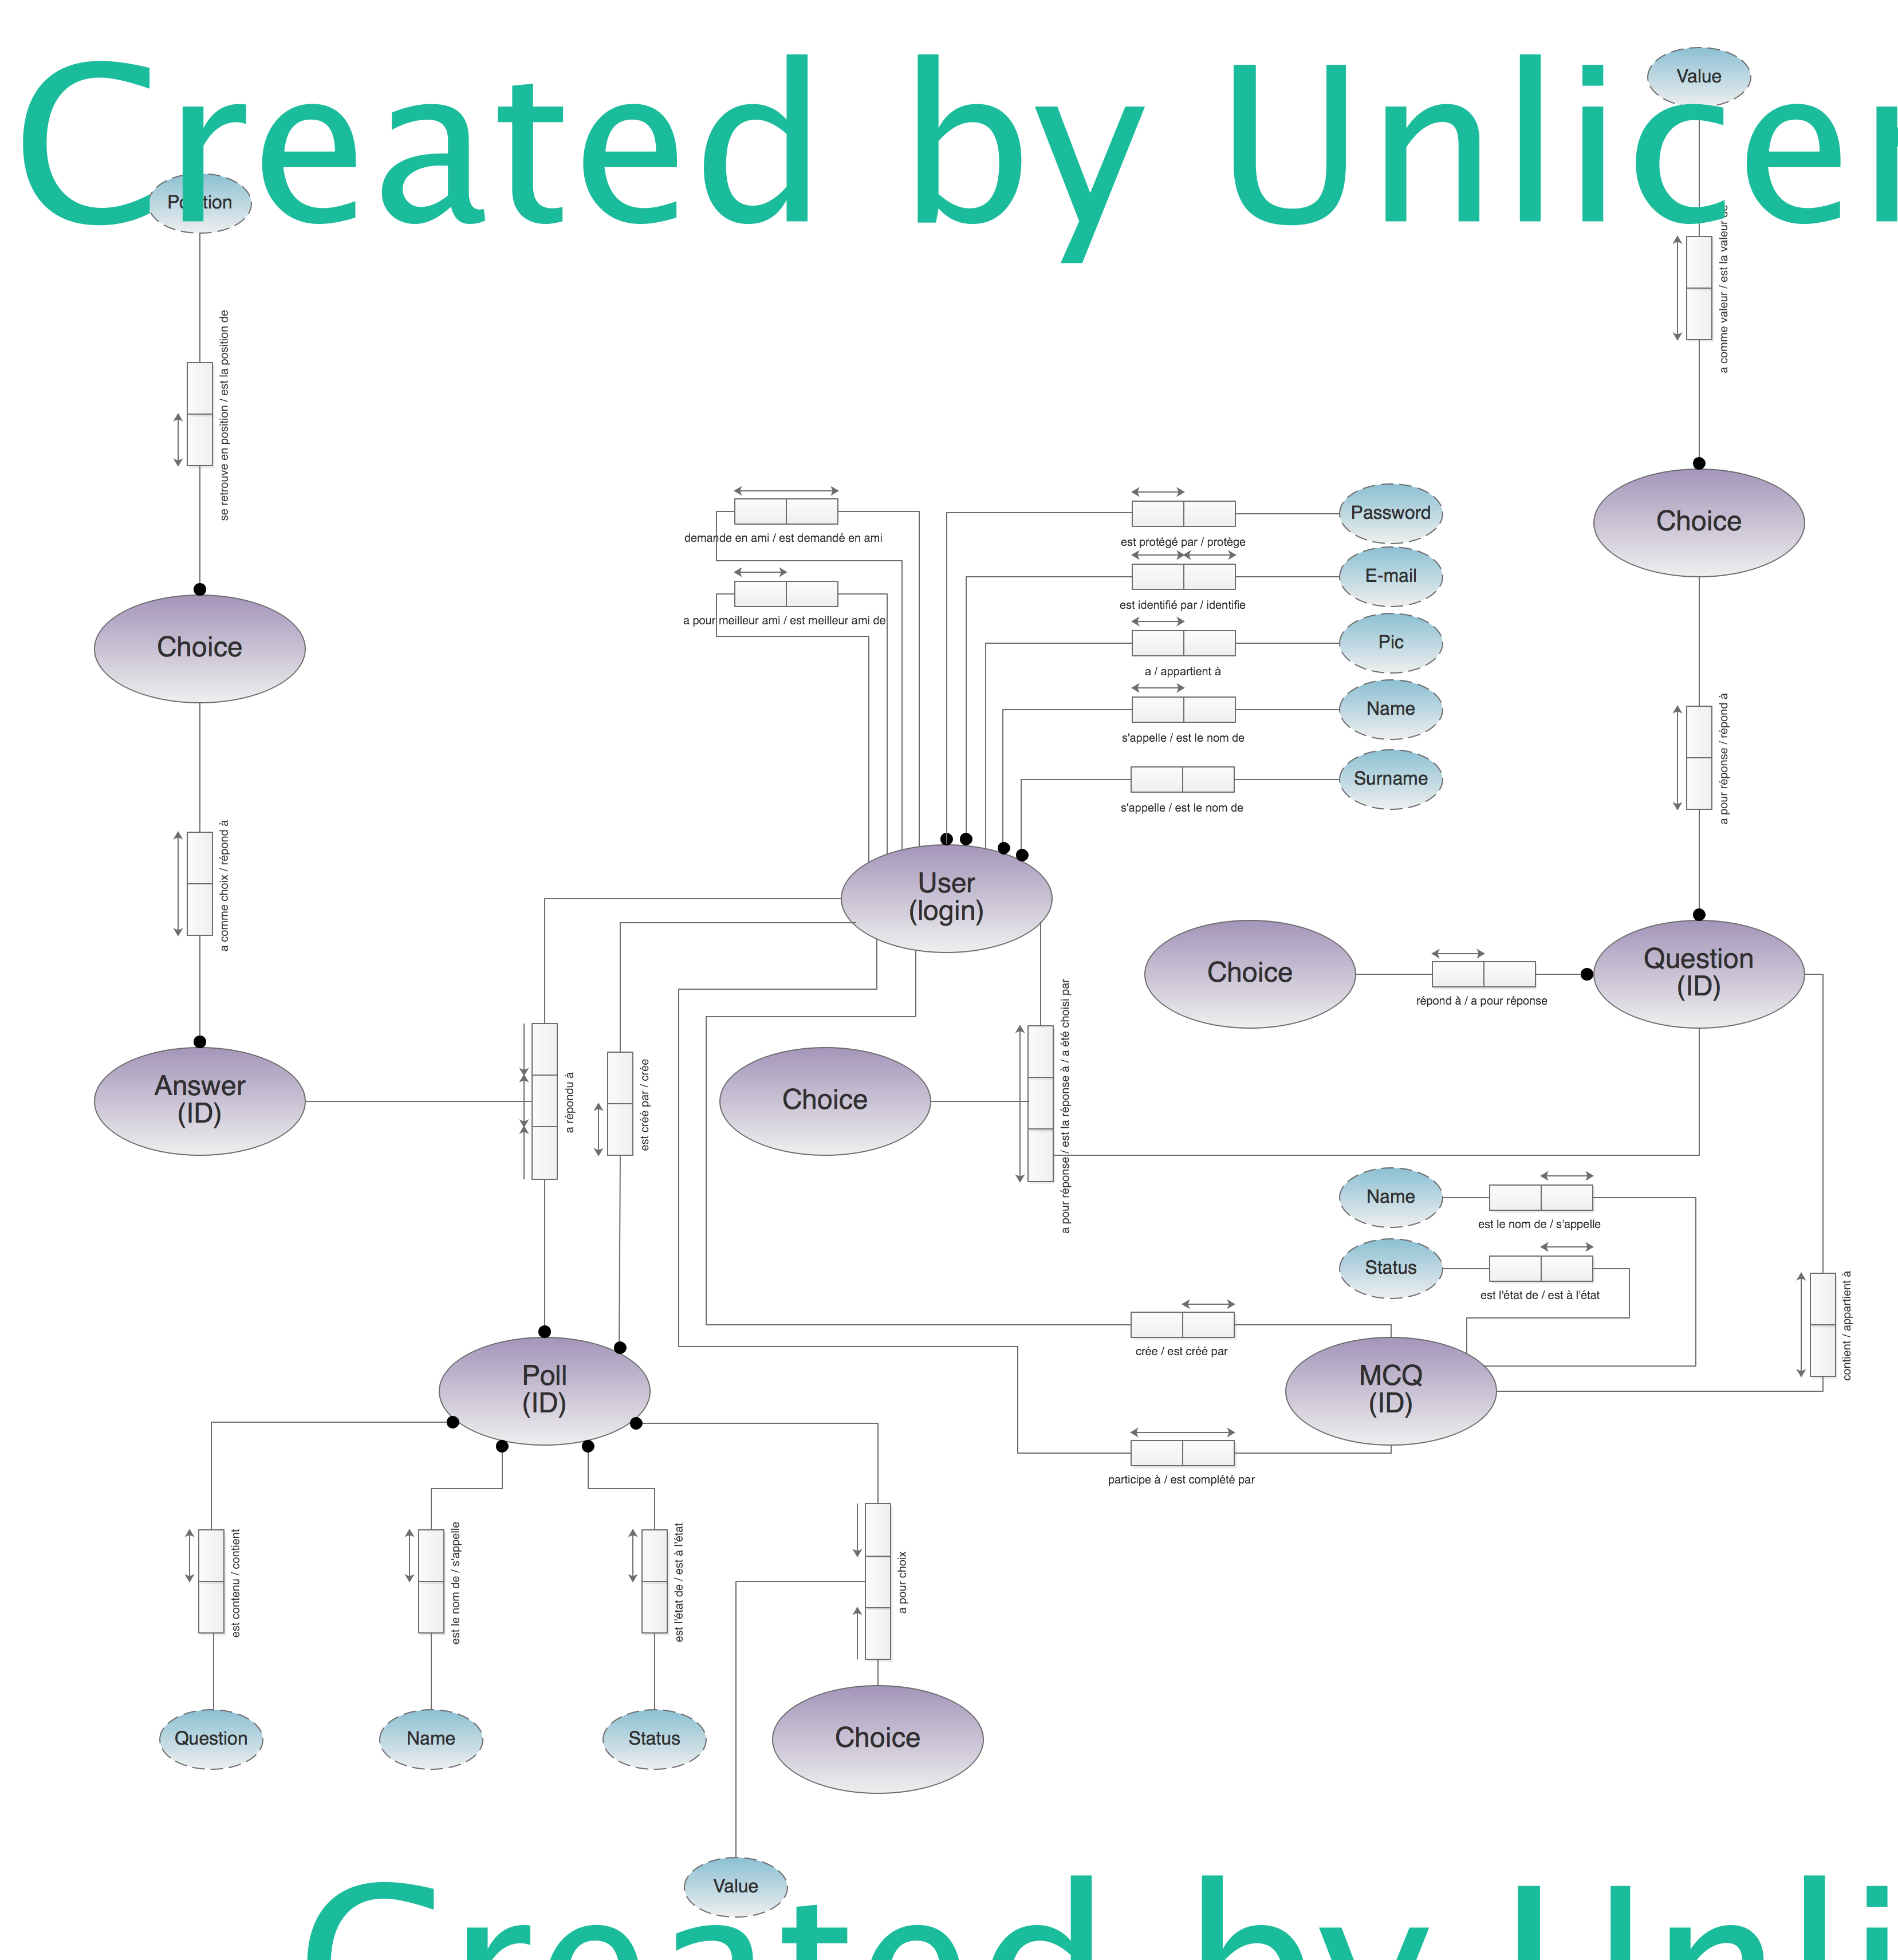 Created by Unlicen
Value
Position
a comme valeur / est la valeur de
se retrouve en position / est la position de
Choice
demande en ami / est demandé en ami
a pour meilleur ami / est meilleur ami de
Password
est protégé par / protège
E-mail
est identifié par / identifie
Pic
a / appartient à
Name
s'appelle / est le nom de
Surname
s'appelle / est le nom de
Choice
a pour réponse / répond à
a comme choix / répond à
User
(login)
Choice
répond à / a pour réponse
Question
(ID)
Answer
(ID)
a répondu à
est créé par / crée
Choice
a pour réponse / est la réponse à / a été choisi par
Name
est le nom de / s'appelle
Status
est l'état de / est à l'état
contient / appartient à
crée / est créé par
Poll
(ID)
MCQ
(ID)
participe à / est complété par
est contenu / contient
est le nom de / s'appelle
est l'état de / est à l'état
a pour choix
Question
Name
Status
Choice
Value
Created by Unli